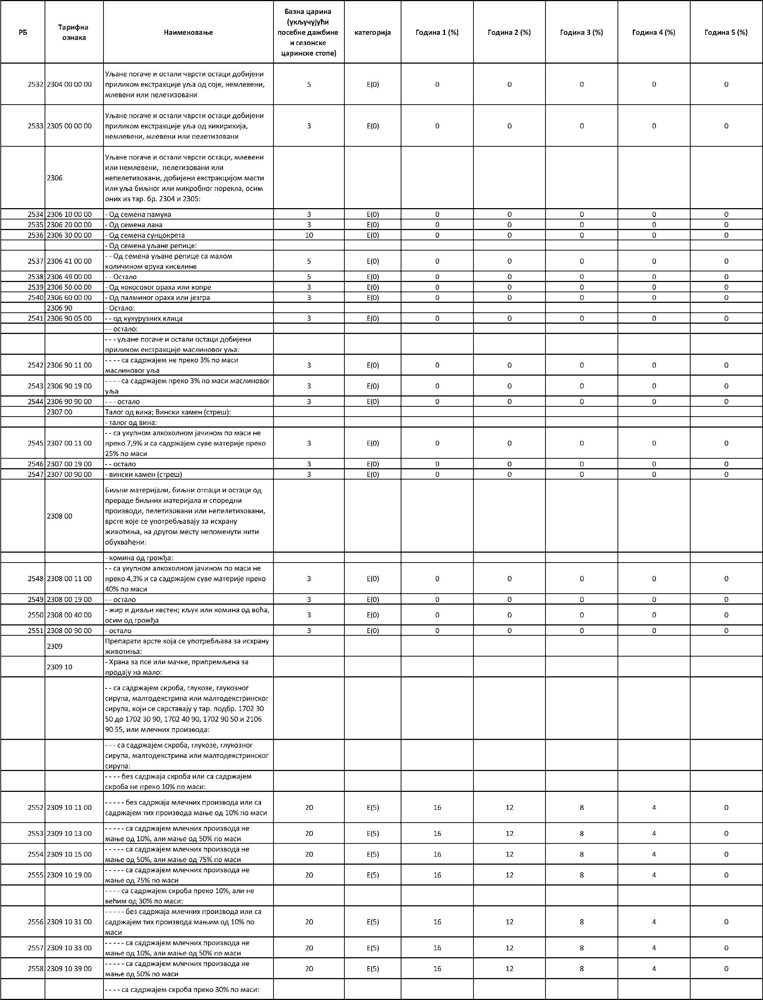 РБ
Тарифна
ознака
Наименовање
Базна царина
(укључујући
посебне дажбине
и сезонске
царинске стопе)
категорија
Година 1 (%)
Година 2 (%)
Година 3 (%)
Година 4 (%)
Година 5 (%)
2532 2304 00 00 00
Уљане погаче и остали чврсти остаци добијени
приликом екстракције уља од соје, немлевени,
млевени или пелетизовани
5 E(0) 0 0 0 0 0
2533 2305 00 00 00
Уљане погаче и остали чврсти остаци добијени
приликом екстракције уља од кикирикија,
немлевени, млевени или пелетизовани
3 E(0) 0 0 0 0 0
2306
Уљане погаче и остали чврсти остаци, млевени
или немлевени,  пелетизовани или
непелетизовани, добијени екстракцијом масти
или уља биљног или микробног порекла, осим
оних из тар. бр. 2304 и 2305:
2534 2306 10 00 00 - Од семена памука 3 E(0) 0 0 0 0 0
2535 2306 20 00 00 - Од семена лана 3 E(0) 0 0 0 0 0
2536 2306 30 00 00 - Од семена сунцокрета 10 E(0) 0 0 0 0 0
- Од семена уљане репице:
2537 2306 41 00 00
- - Од семена уљане репице са малом
количином ерука киселине
5 E(0) 0 0 0 0 0
2538 2306 49 00 00 - - Остало 5 E(0) 0 0 0 0 0
2539 2306 50 00 00 - Од кокосовог ораха или копре 3 E(0) 0 0 0 0 0
2540 2306 60 00 00 - Од палминог ораха или језгра 3 E(0) 0 0 0 0 0
2306 90 - Остало:
2541 2306 90 05 00 - - од кукурузних клица 3 E(0) 0 0 0 0 0
- - остало:
- - - уљане погаче и остали остаци добијени
приликом екстракције маслиновог уља:
2542 2306 90 11 00
- - - - са садржајем не преко 3% по маси
маслиновог уља
3 E(0) 0 0 0 0 0
2543 2306 90 19 00
- - - - са садржајем преко 3% по маси маслиновог
уља
3 E(0) 0 0 0 0 0
2544 2306 90 90 00 - - - остало 3 E(0) 0 0 0 0 0
2307 00 Талог од вина; Вински камен (стреш):
- талог од вина:
2545 2307 00 11 00
- - са укупном алкохолном јачином по маси не
преко 7,9% и са садржајем суве материје преко
25% по маси
3 E(0) 0 0 0 0 0
2546 2307 00 19 00 - - остало 3 E(0) 0 0 0 0 0
2547 2307 00 90 00 - вински камен (стреш) 3 E(0) 0 0 0 0 0
2308 00
Биљни материјали, биљни отпаци и остаци од
прераде биљних материјала и споредни
производи, пелетизовани или непелетизовани,
врсте које се употребљавају за исхрану
животиња, на другом месту непоменути нити
обухваћени:
- комина од грожђа:
2548 2308 00 11 00
- - са укупном алкохолном јачином по маси не
преко 4,3% и са садржајем суве материје преко
40% по маси
3 E(0) 0 0 0 0 0
2549 2308 00 19 00 - - остало 3 E(0) 0 0 0 0 0
2550 2308 00 40 00
- жир и дивљи кестен; кљук или комина од воћа,
осим од грожђа
3 E(0) 0 0 0 0 0
2551 2308 00 90 00 - остало 3 E(0) 0 0 0 0 0
2309
Препарати врсте која се употребљава за исхрану
животиња:
2309 10
- Храна за псе или мачке, припремљена за
продају на мало:
- - са садржајем скроба, глукозе, глукозног
сирупа, малтодекстрина или малтодекстринског
сирупа, који се сврставају у тар. подбр. 1702 30
50 до 1702 30 90, 1702 40 90, 1702 90 50 и 2106
90 55, или млечних производа:
- - - са садржајем скроба, глукозе, глукозног
сирупа, малтодекстрина или малтодекстринског
сирупа:
- - - - без садржаја скроба или са садржајем
скроба не преко 10% по маси:
2552 2309 10 11 00
- - - - - без садржаја млечних производа или са
садржајем тих производа мање од 10% по маси
20 E(5) 16 12 8 4 0
2553 2309 10 13 00
- - - - - са садржајем млечних производа не
мање од 10%, али мање од 50% по маси
20 E(5) 16 12 8 4 0
2554 2309 10 15 00
- - - - - са садржајем млечних производа не
мање од 50%, али мање од 75% по маси
20 E(5) 16 12 8 4 0
2555 2309 10 19 00
- - - - - са садржајем млечних производа не
мање од 75% по маси
20 E(5) 16 12 8 4 0
- - - - са садржајем скроба преко 10%, али не
већим од 30% по маси:
2556 2309 10 31 00
- - - - - без садржаја млечних производа или са
садржајем тих производа мањим од 10% по
маси
20 E(5) 16 12 8 4 0
2557 2309 10 33 00
- - - - - са садржајем млечних производа не
мање од 10%, али мање од 50% по маси
20 E(5) 16 12 8 4 0
2558 2309 10 39 00
- - - - - са садржајем млечних производа не
мање од 50% по маси
20 E(5) 16 12 8 4 0
- - - - са садржајем скроба преко 30% по маси: